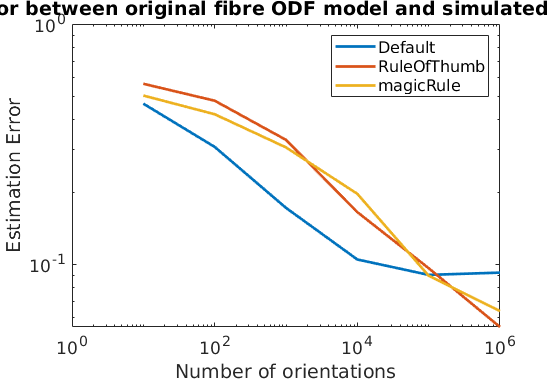 or between original fibre ODF model and simulated
Default
RuleOfThumb
magicRule
Estimation Error
10^0
10^-1
10^0 10^2 10^4 10^6
Number of orientations